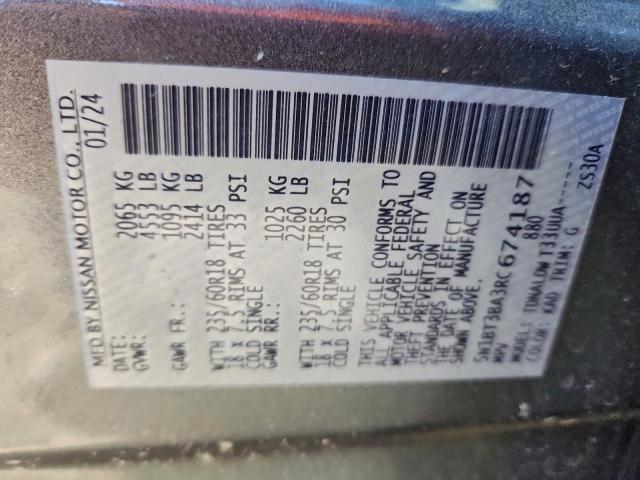 MFD BY NISSAN MOTOR CO., LTD.
DATE: 01/24
GVWR: 2065 KG
4553 LB
GAWR FR.: 1095 KG
2414 LB
WITH 235/60R18 TIRES
18 x 7.5 RIMS AT 33 PSI
COLD SINGLE
GAWR RR.: 1025 KG
2260 LB
WITH 235/60R18 TIRES
18 X 7.5 RIMS AT 30 PSI
COLD SINGLE
THIS VEHICLE CONFORMS TO
ALL APPLICABLE FEDERAL
MOTOR VEHICLE SAFETY AND
THEFT PREVENTION
STANDARDS IN EFFECT ON
THE DATE OF MANUFACTURE
SHOWN ABOVE.
5N1BT3BA3RC674187
MPV 880
MODEL: TDNALDW T33UUA-----
COLOR: KAD TRIM: G ZS30A